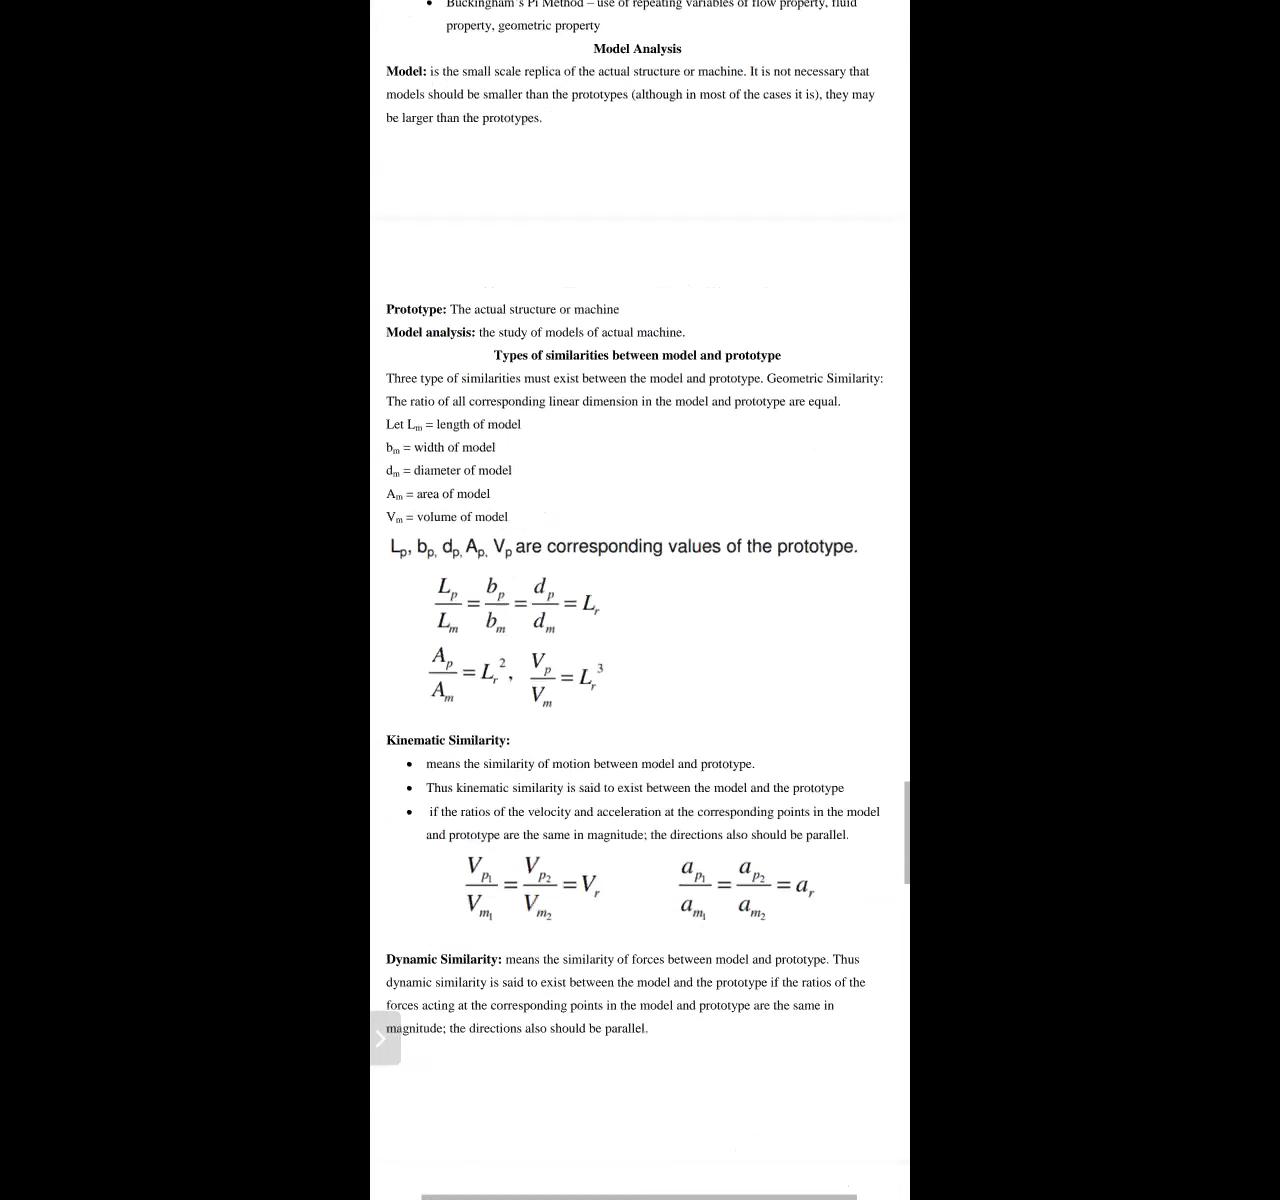 Buckingham's Pi Method – use of repeating variables of flow property, fluid
property, geometric property
Model Analysis
Model: is the small scale replica of the actual structure or machine. It is not necessary that
models should be smaller than the prototypes (although in most of the cases it is), they may
be larger than the prototypes.
Prototype: The actual structure or machine
Model analysis: the study of models of actual machine.
Types of similarities between model and prototype
Three type of similarities must exist between the model and prototype. Geometric Similarity:
The ratio of all corresponding linear dimension in the model and prototype are equal.
Let Lm = length of model
bm = width of model
dm = diameter of model
Am = area of model
Vm = volume of model
Lp, bp, dp, Ap, Vp are corresponding values of the prototype.
Lp/Lm = bp/bm = dp/dm = Lr
Ap/Am = Lr², Vp/Vm = Lr³
Kinematic Similarity:
• means the similarity of motion between model and prototype.
• Thus kinematic similarity is said to exist between the model and the prototype
• if the ratios of the velocity and acceleration at the corresponding points in the model
and prototype are the same in magnitude; the directions also should be parallel.
Vp1/Vm1 = Vp2/Vm2 = Vr ap1/am1 = ap2/am2 = ar
Dynamic Similarity: means the similarity of forces between model and prototype. Thus
dynamic similarity is said to exist between the model and the prototype if the ratios of the
forces acting at the corresponding points in the model and prototype are the same in
magnitude; the directions also should be parallel.